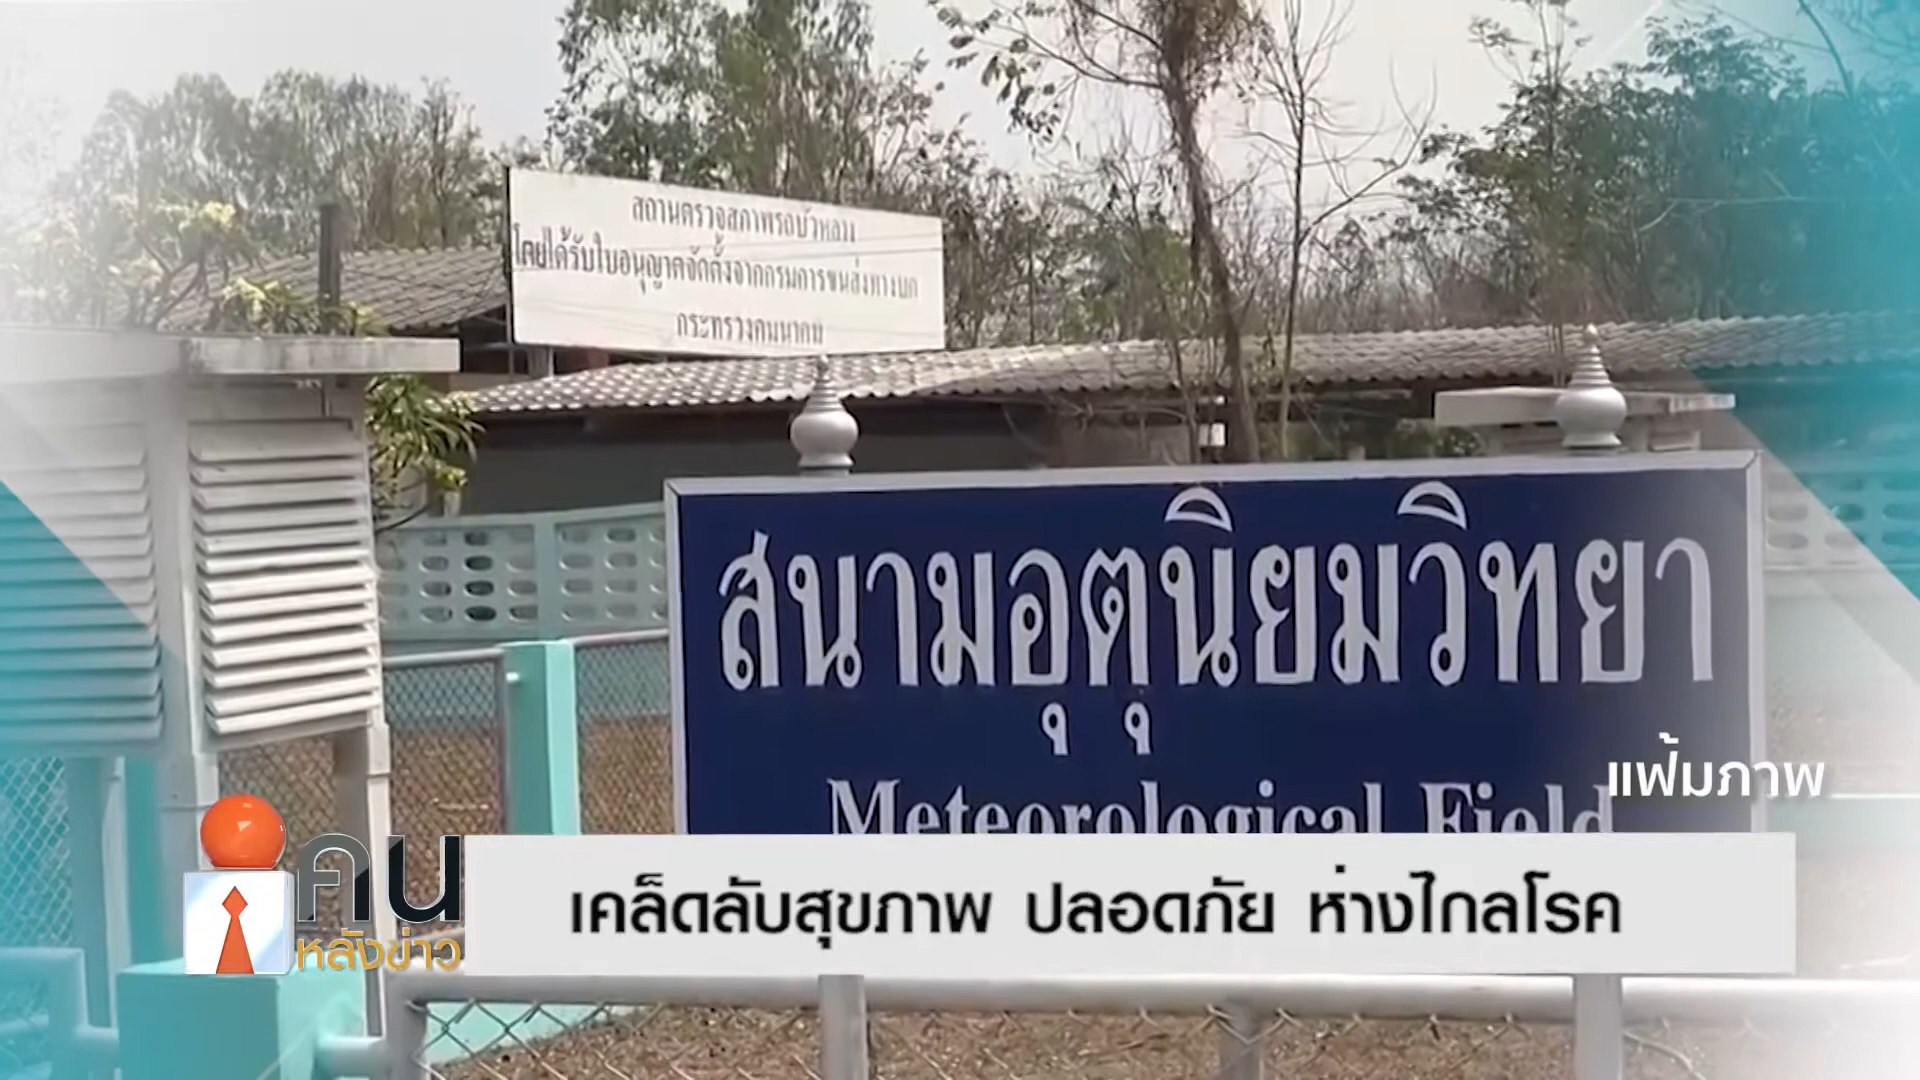 สถานตรวจสภาพรถบัวหลวง
โดยได้รับใบอนุญาตจัดตั้งจากกรมการขนส่งทางบก
กระทรวงคมนาคม
สนามอุตุนิยมวิทยา
Meteorological Field
แฟ้มภาพ
คนหลังข่าว
เคล็ดลับสุขภาพ ปลอดภัย ห่างไกลโรค